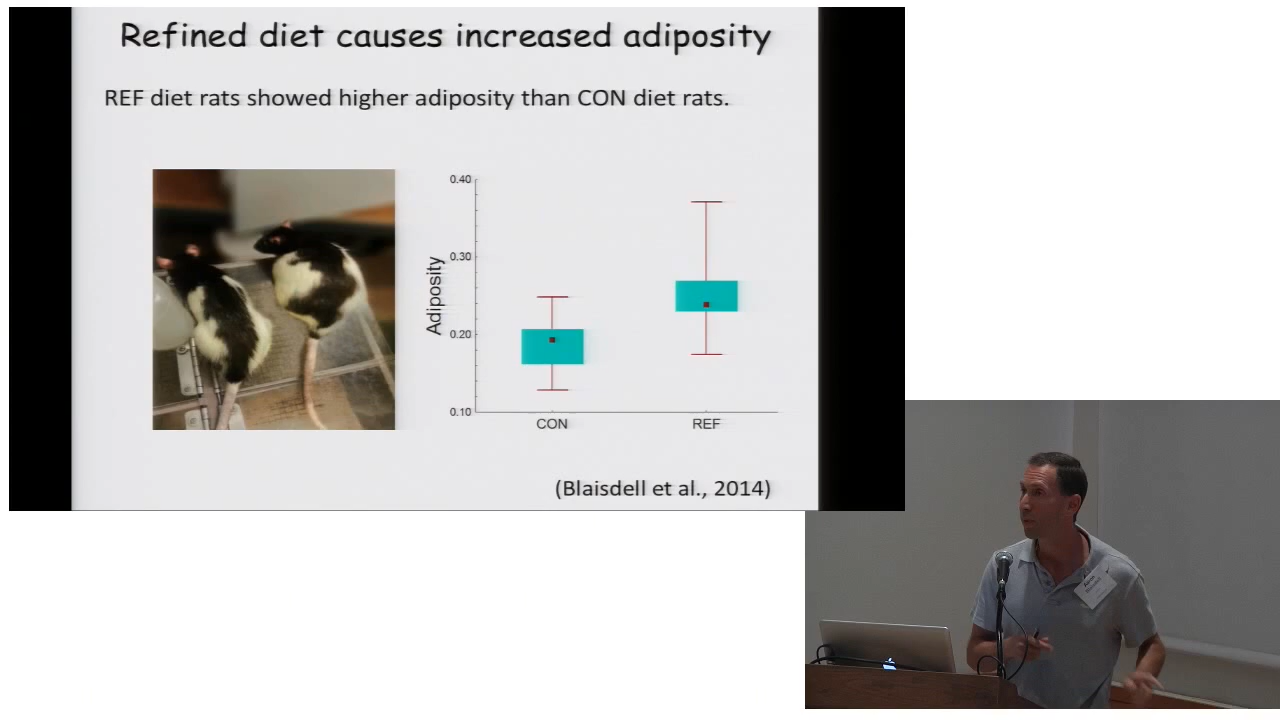 Refined diet causes increased adiposity
REF diet rats showed higher adiposity than CON diet rats.
0.40
0.30
0.20
0.10
Adiposity
CON
REF
(Blaisdell et al., 2014)
Aaron